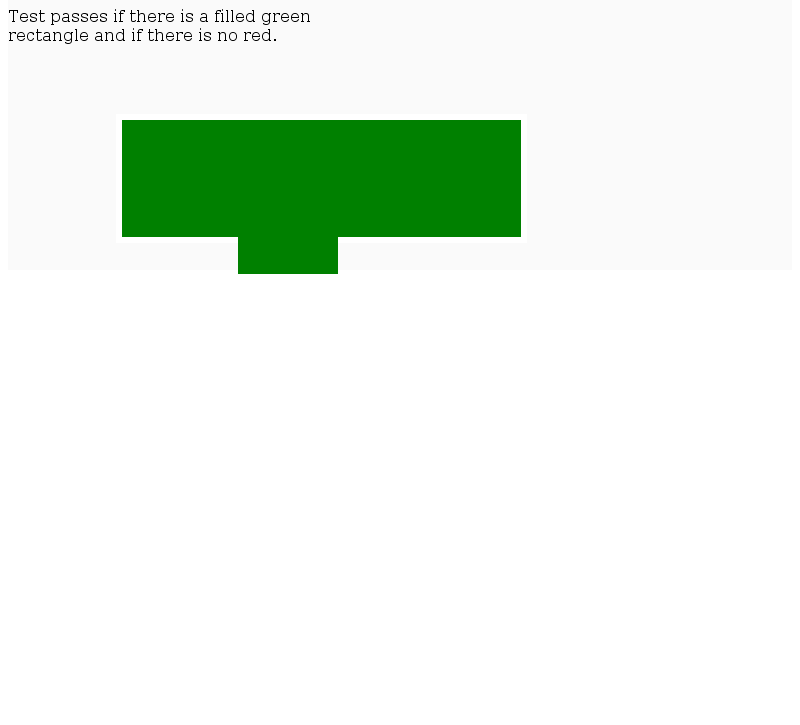 Test passes if there is a filled green
rectangle and if there is no red.